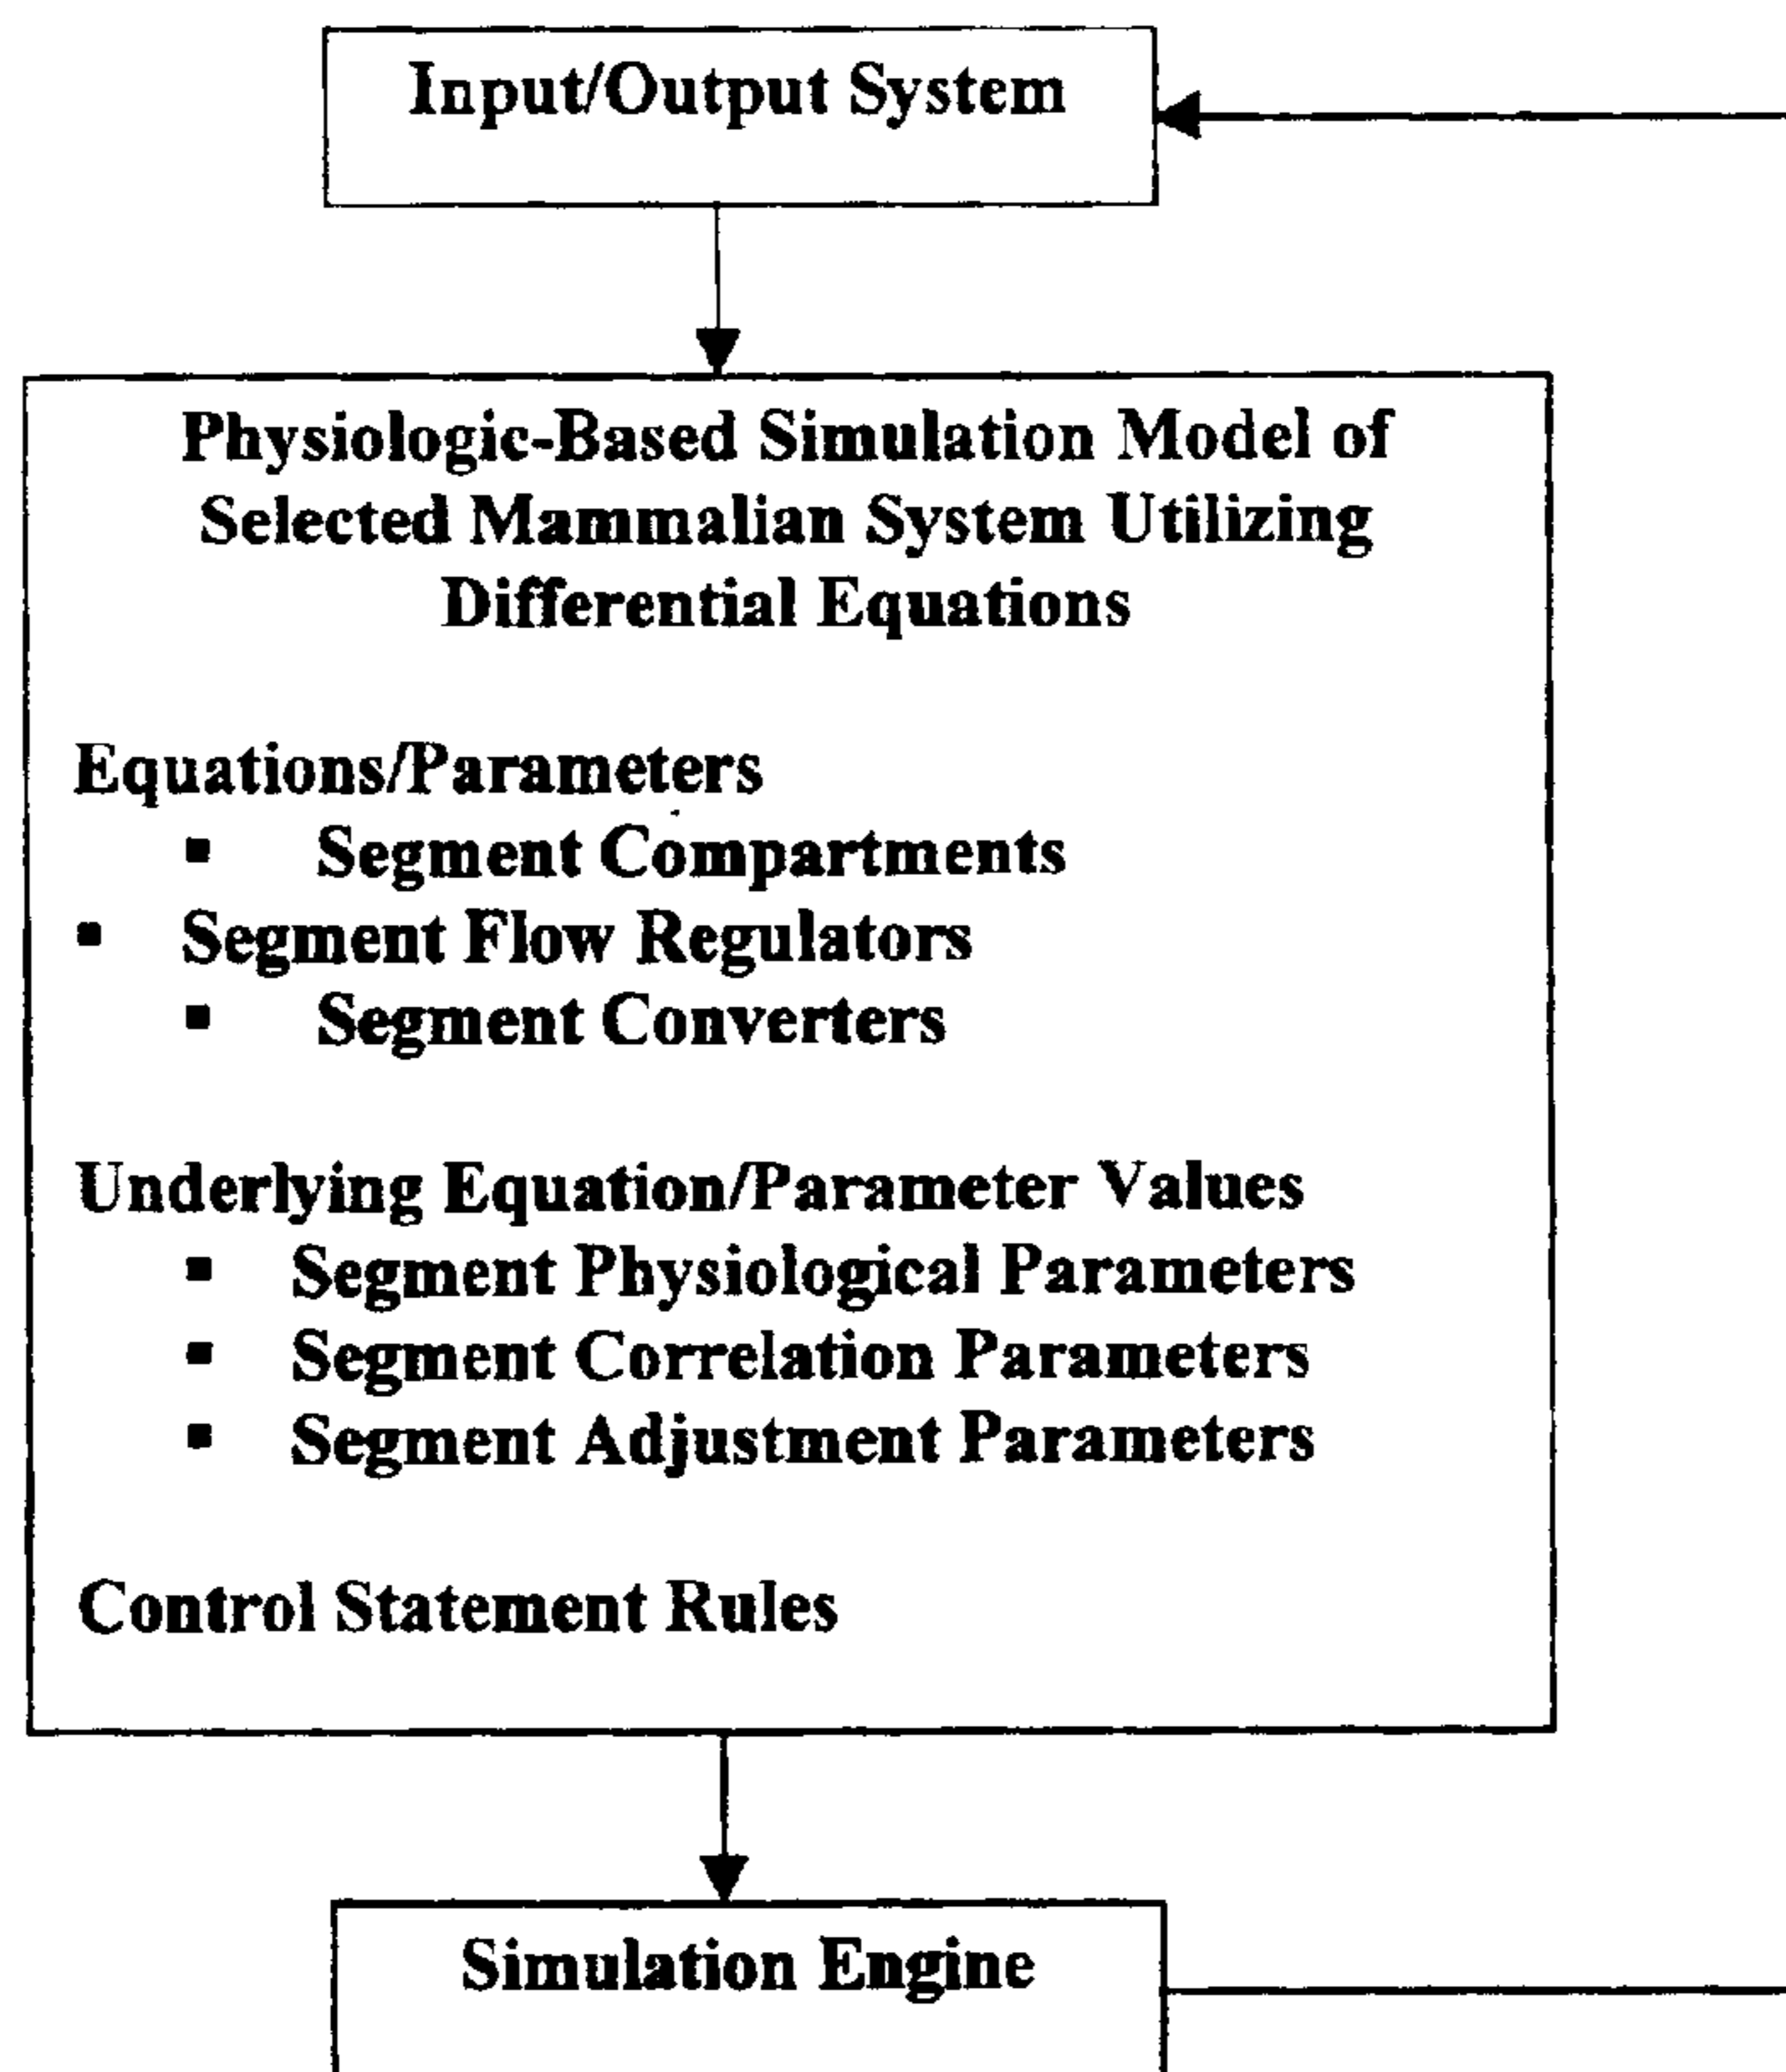 Input/Output System
Physiologic-Based Simulation Model of
Selected Mammalian System Utilizing
Differential Equations
Equations/Parameters
▪ Segment Compartments
▪ Segment Flow Regulators
▪ Segment Converters
Underlying Equation/Parameter Values
▪ Segment Physiological Parameters
▪ Segment Correlation Parameters
▪ Segment Adjustment Parameters
Control Statement Rules
Simulation Engine